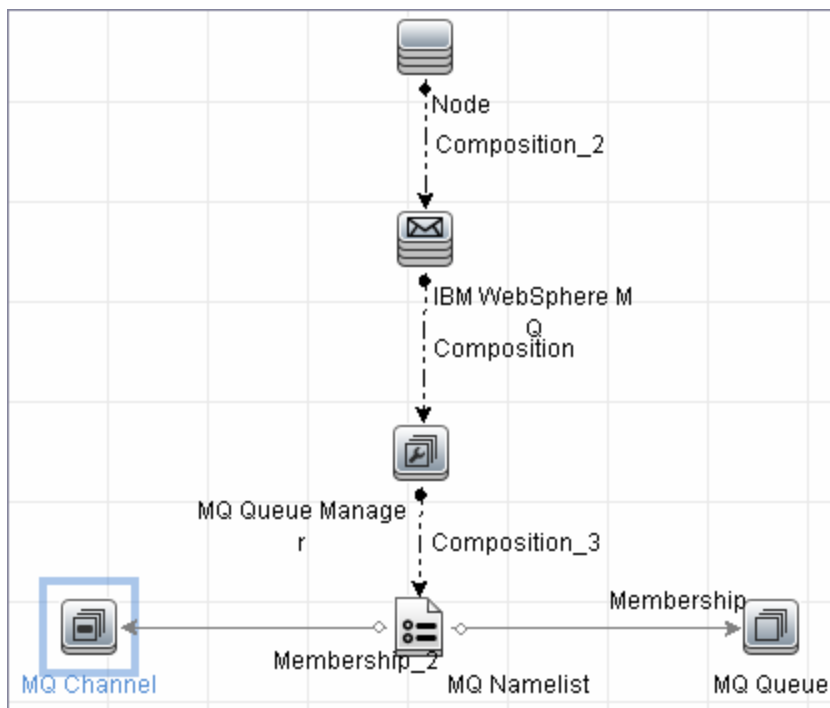 Node
Composition_2
IBM WebSphere M
Q
Composition
MQ Queue Manage
r
Composition_3
Membership
Membership_2
MQ Channel
MQ Namelist
MQ Queue